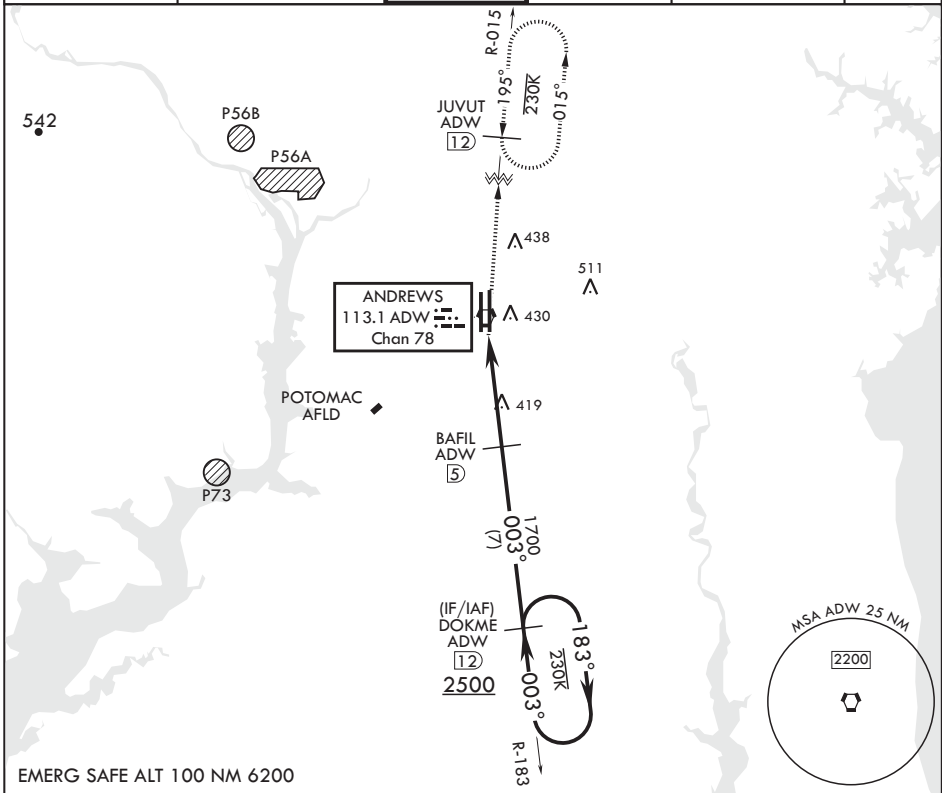 R-015
195°
230K
015°
JUVUT
ADW
12
542
P56B
P56A
438
511
ANDREWS
113.1 ADW
Chan 78
430
POTOMAC
AFLD
419
BAFIL
ADW
5
P73
1700
003°
(7)
(IF/IAF)
DOKME
ADW
12
2500
183°
230K
003°
R-183
MSA ADW 25 NM
2200
EMERG SAFE ALT 100 NM 6200